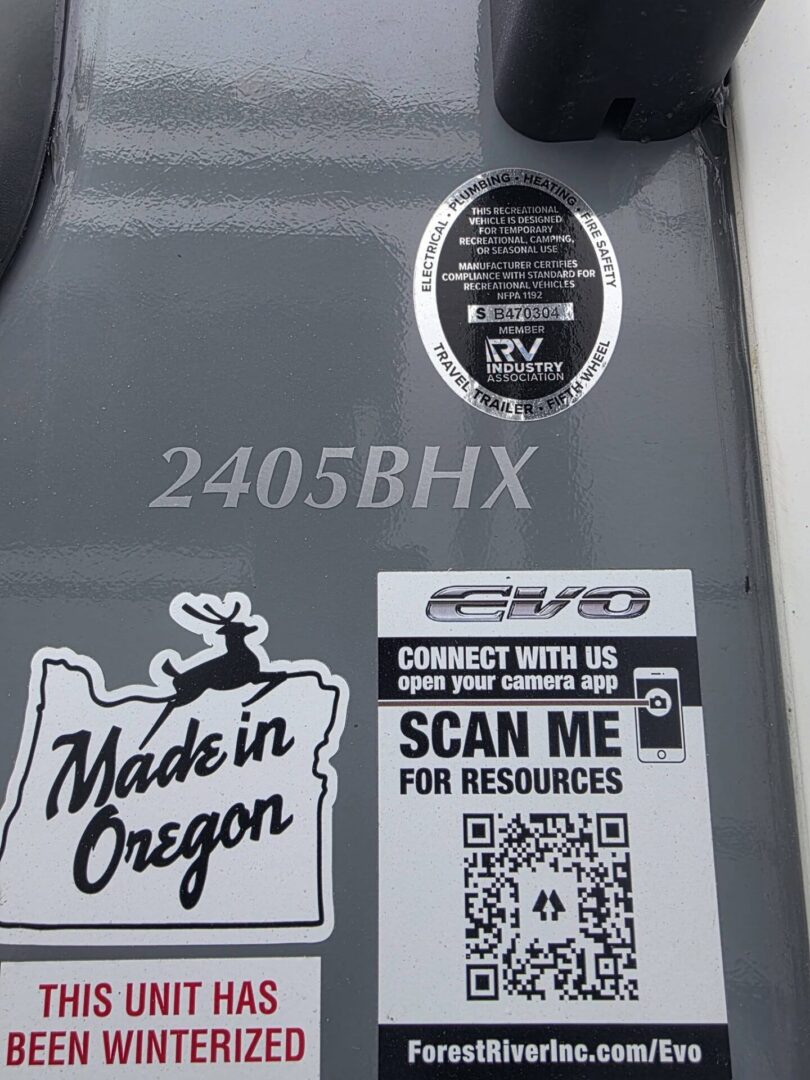 ELECTRICAL • PLUMBING • HEATING • FIRE SAFETY
THIS RECREATIONAL
VEHICLE IS DESIGNED
FOR TEMPORARY
RECREATIONAL, CAMPING,
OR SEASONAL USE
MANUFACTURER CERTIFIES
COMPLIANCE WITH STANDARD FOR
RECREATIONAL VEHICLES
NFPA 1192
S B470304
MEMBER
RV
INDUSTRY
ASSOCIATION
TRAVEL TRAILER • FIFTH WHEEL
2405BHX
Made in
Oregon
THIS UNIT HAS
BEEN WINTERIZED
EVO
CONNECT WITH US
open your camera app
SCAN ME
FOR RESOURCES
ForestRiverInc.com/Evo